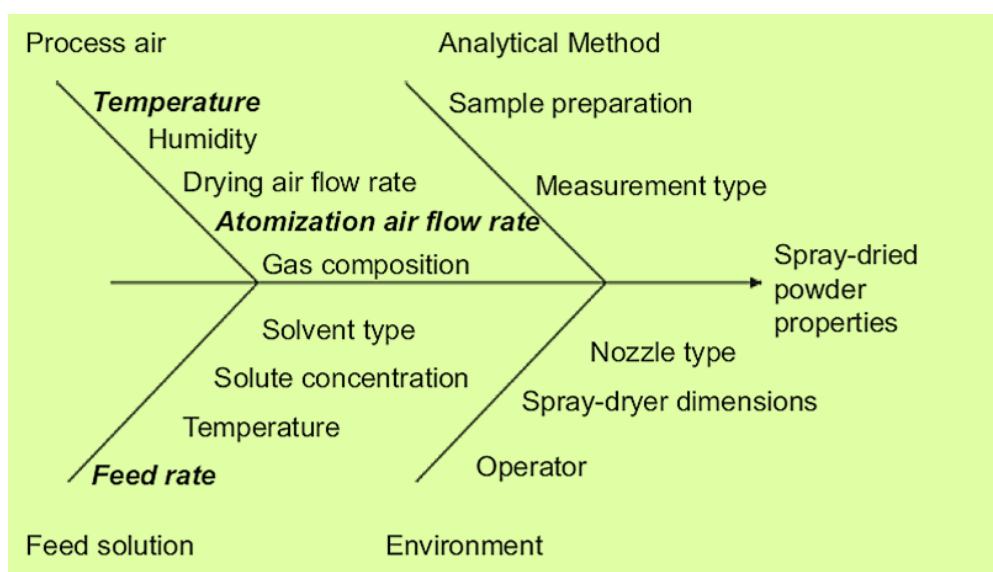 Process air
Analytical Method
Temperature
Sample preparation
Humidity
Drying air flow rate
Measurement type
Atomization air flow rate
Gas composition
Spray-dried
powder
properties
Solvent type
Nozzle type
Solute concentration
Spray-dryer dimensions
Temperature
Operator
Feed rate
Feed solution
Environment